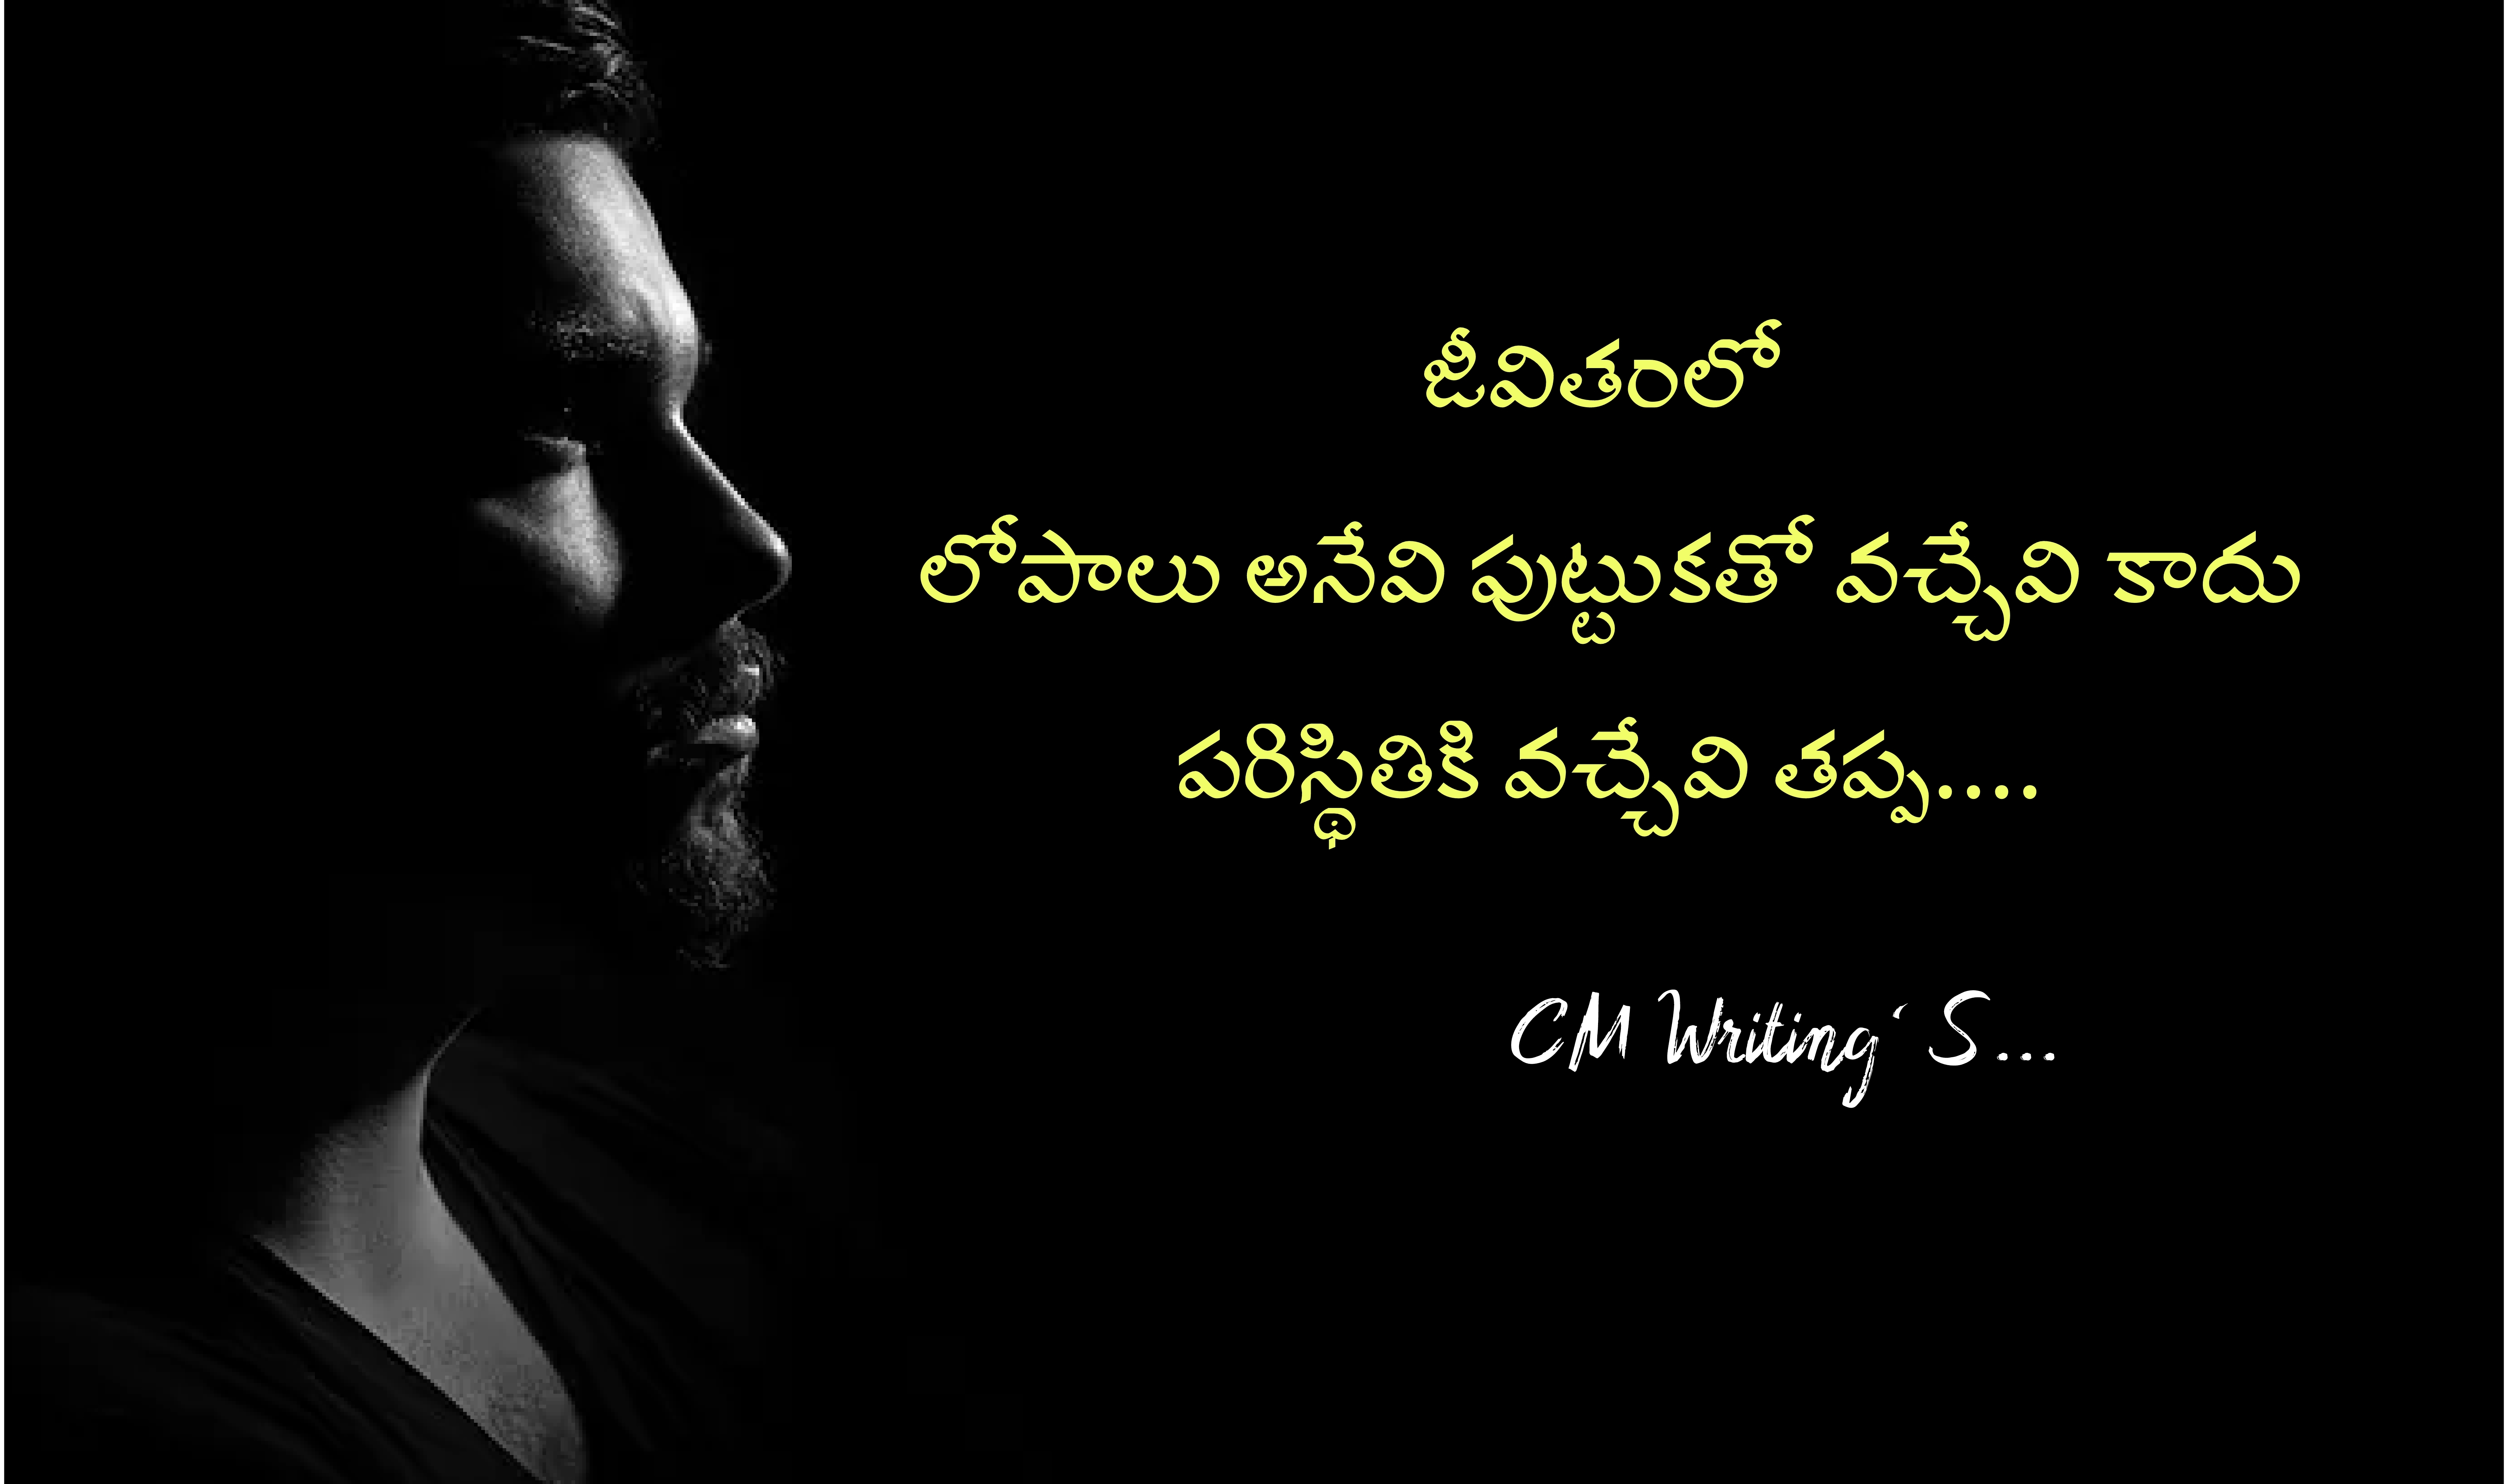 జీవితంలో
లోపాలు అనేవి పుట్టుకతో వచ్చేవి కాదు
పరిస్థితికి వచ్చేవి తప్ప....
CM Writing‘ S...